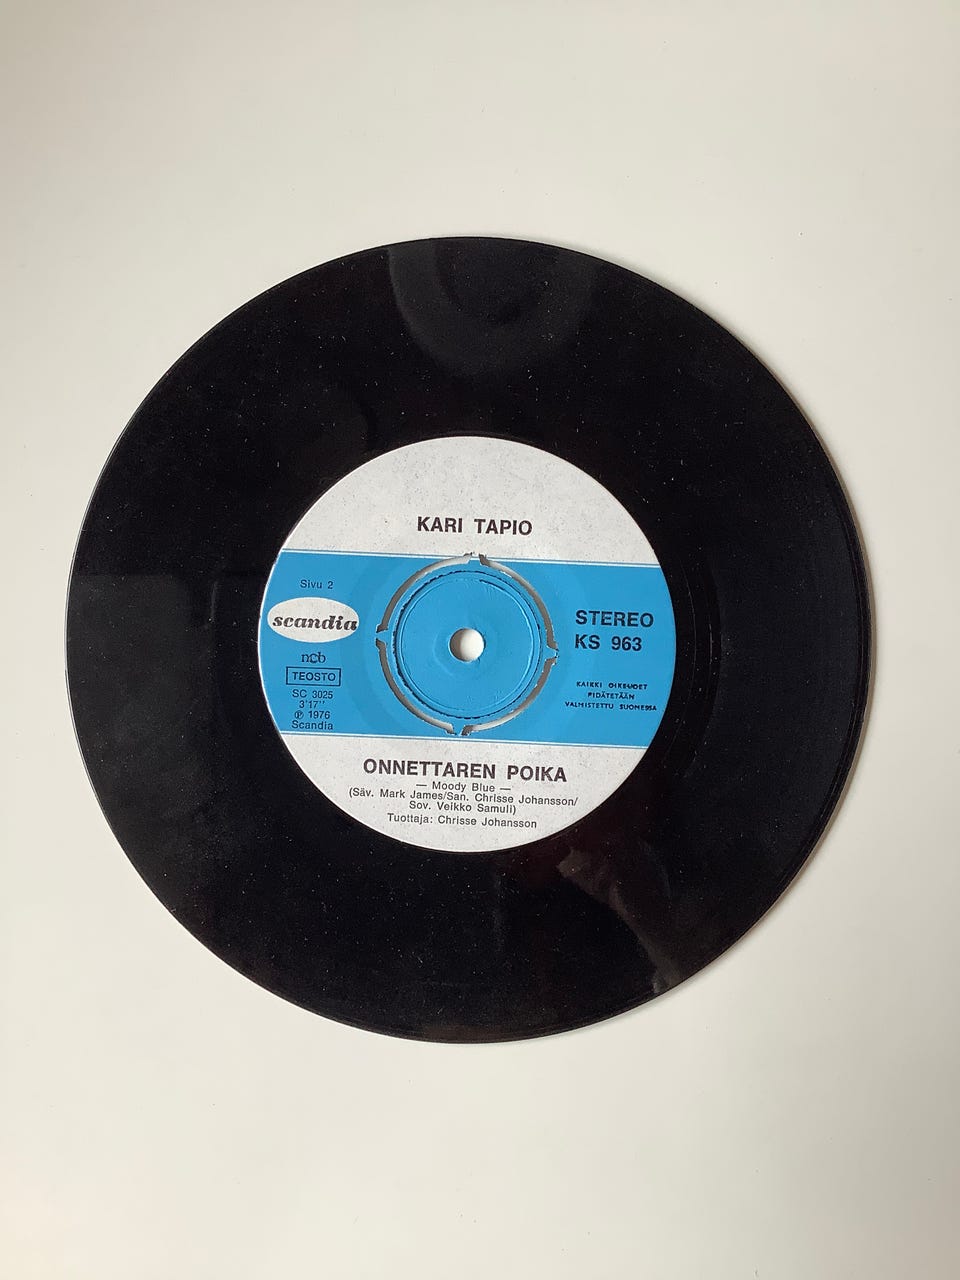 KARI TAPIO
Sivu 2
scandia
ncb
TEOSTO
SC 3025
3'17"
℗ 1976
Scandia
STEREO
KS 963
KAIKKI OIKEUDET
PIDÄTETÄÄN
VALMISTETTU SUOMESSA
ONNETTAREN POIKA
— Moody Blue —
(Säv. Mark James/San. Chrisse Johansson/
Sov. Veikko Samuli)
Tuottaja: Chrisse Johansson